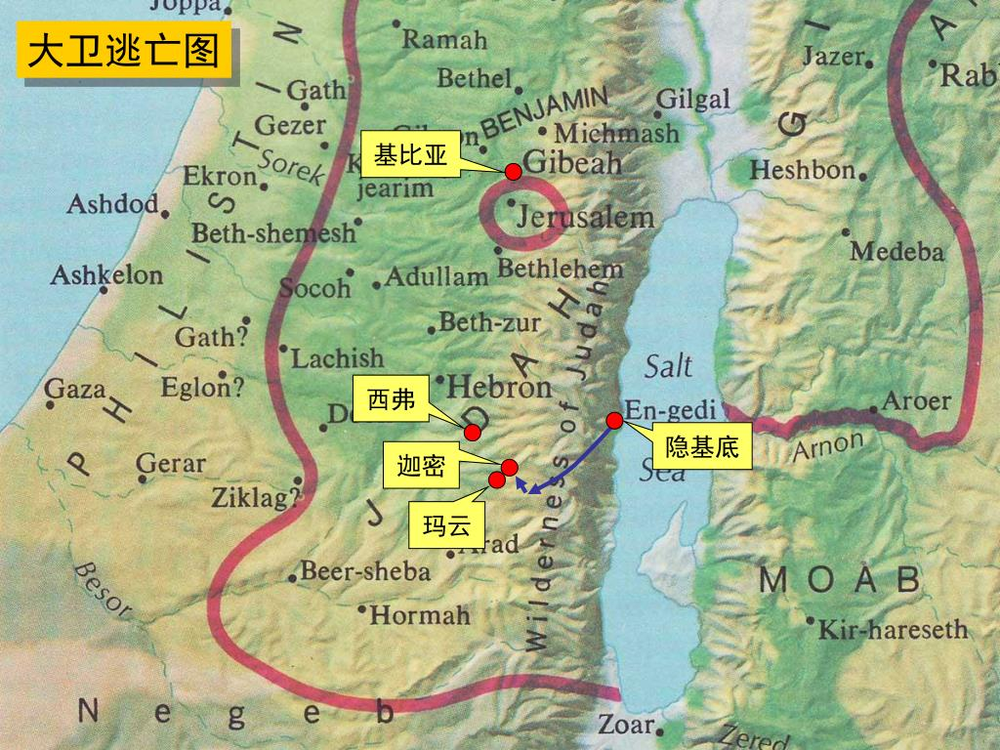 Joppa
大卫逃亡图
Ramah
Jazer
Bethel
Rab
Gath
BENJAMIN
Gilgal
Gezer
Michmash
G I
基比亚
Gibeah
Sorek
jearim
Heshbon
Ekron
Ashdod
Jerusalem
Beth-shemesh
Medeba
Bethlehem
Ashkelon
Socoh
Adullam
Beth-zur
Gath?
Lachish
Salt
Eglon?
Hebron
Gaza
西弗
Aroer
En-gedi
隐基底
Arnon
Sea
Gerar
迦密
Ziklag?
玛云
PHILISTIN
JUDAH
Wilderness of Judah
Arad
Beer-sheba
Besor
MOAB
Hormah
Kir-hareseth
Negeb
Zoar
Zered